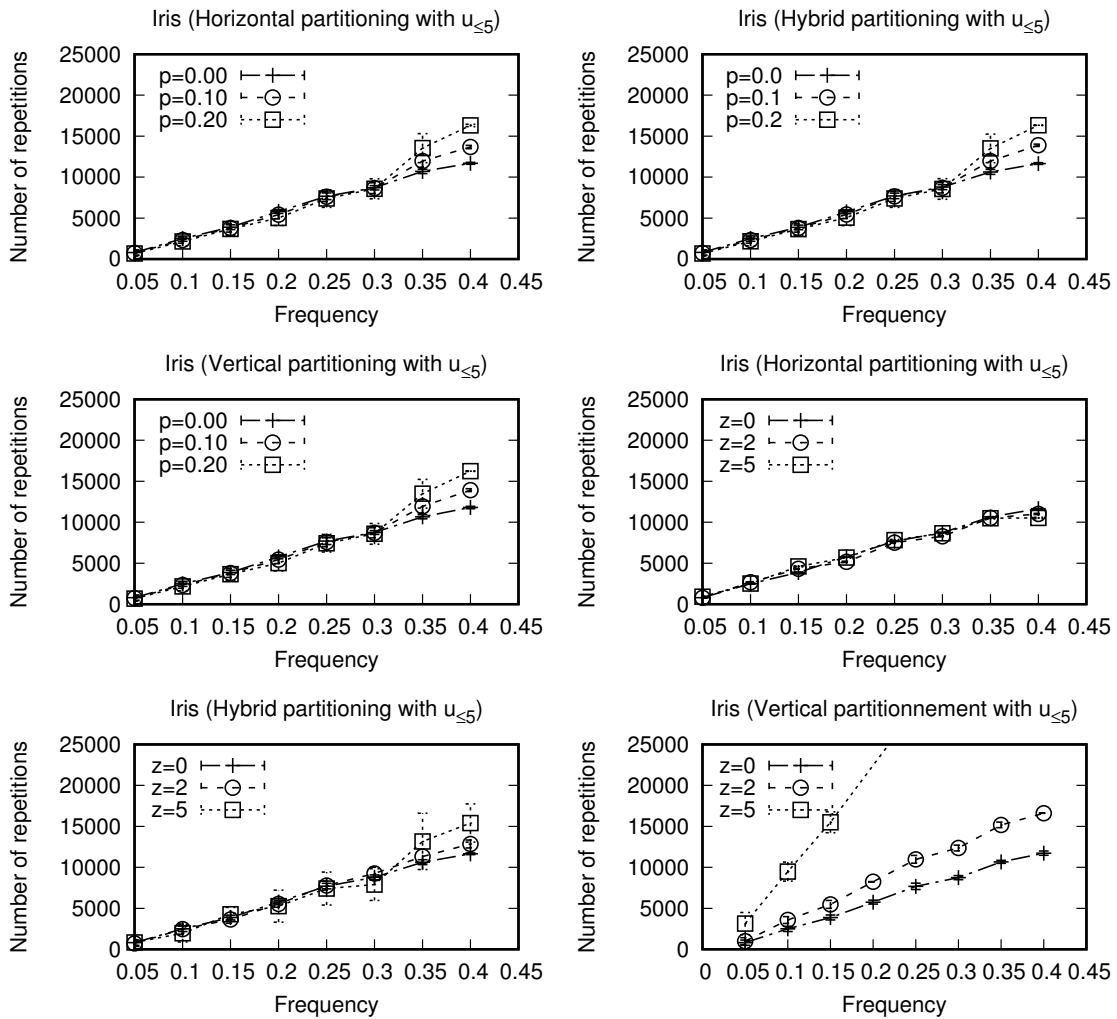 Iris (Horizontal partitioning with u≤5)
Number of repetitions
25000
20000
15000
10000
5000
0
p=0.00
p=0.10
p=0.20
0.05 0.1 0.15 0.2 0.25 0.3 0.35 0.4 0.45
Frequency
Iris (Hybrid partitioning with u≤5)
Number of repetitions
25000
20000
15000
10000
5000
0
p=0.0
p=0.1
p=0.2
0.05 0.1 0.15 0.2 0.25 0.3 0.35 0.4 0.45
Frequency
Iris (Vertical partitioning with u≤5)
Number of repetitions
25000
20000
15000
10000
5000
0
p=0.00
p=0.10
p=0.20
0.05 0.1 0.15 0.2 0.25 0.3 0.35 0.4 0.45
Frequency
Iris (Horizontal partitioning with u≤5)
Number of repetitions
25000
20000
15000
10000
5000
0
z=0
z=2
z=5
0.05 0.1 0.15 0.2 0.25 0.3 0.35 0.4 0.45
Frequency
Iris (Hybrid partitioning with u≤5)
Number of repetitions
25000
20000
15000
10000
5000
0
z=0
z=2
z=5
0.05 0.1 0.15 0.2 0.25 0.3 0.35 0.4 0.45
Frequency
Iris (Vertical partitionnement with u≤5)
Number of repetitions
25000
20000
15000
10000
5000
0
z=0
z=2
z=5
0 0.05 0.1 0.15 0.2 0.25 0.3 0.35 0.4 0.45
Frequency